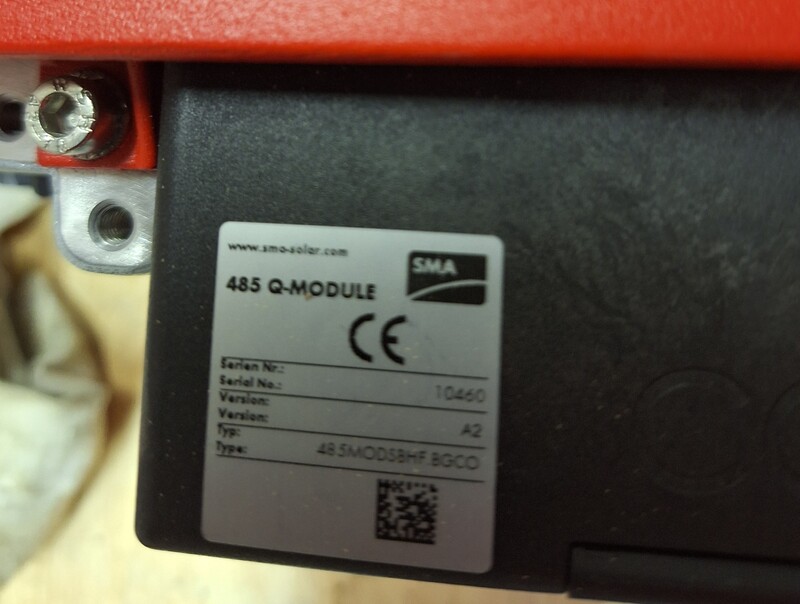 www.sma-solar.com
SMA
485 Q-MODULE
CE
Serien Nr.:
Serial No.: 10460
Version:
Version: A2
Typ:
Type: 485MODSBHF.BGCO